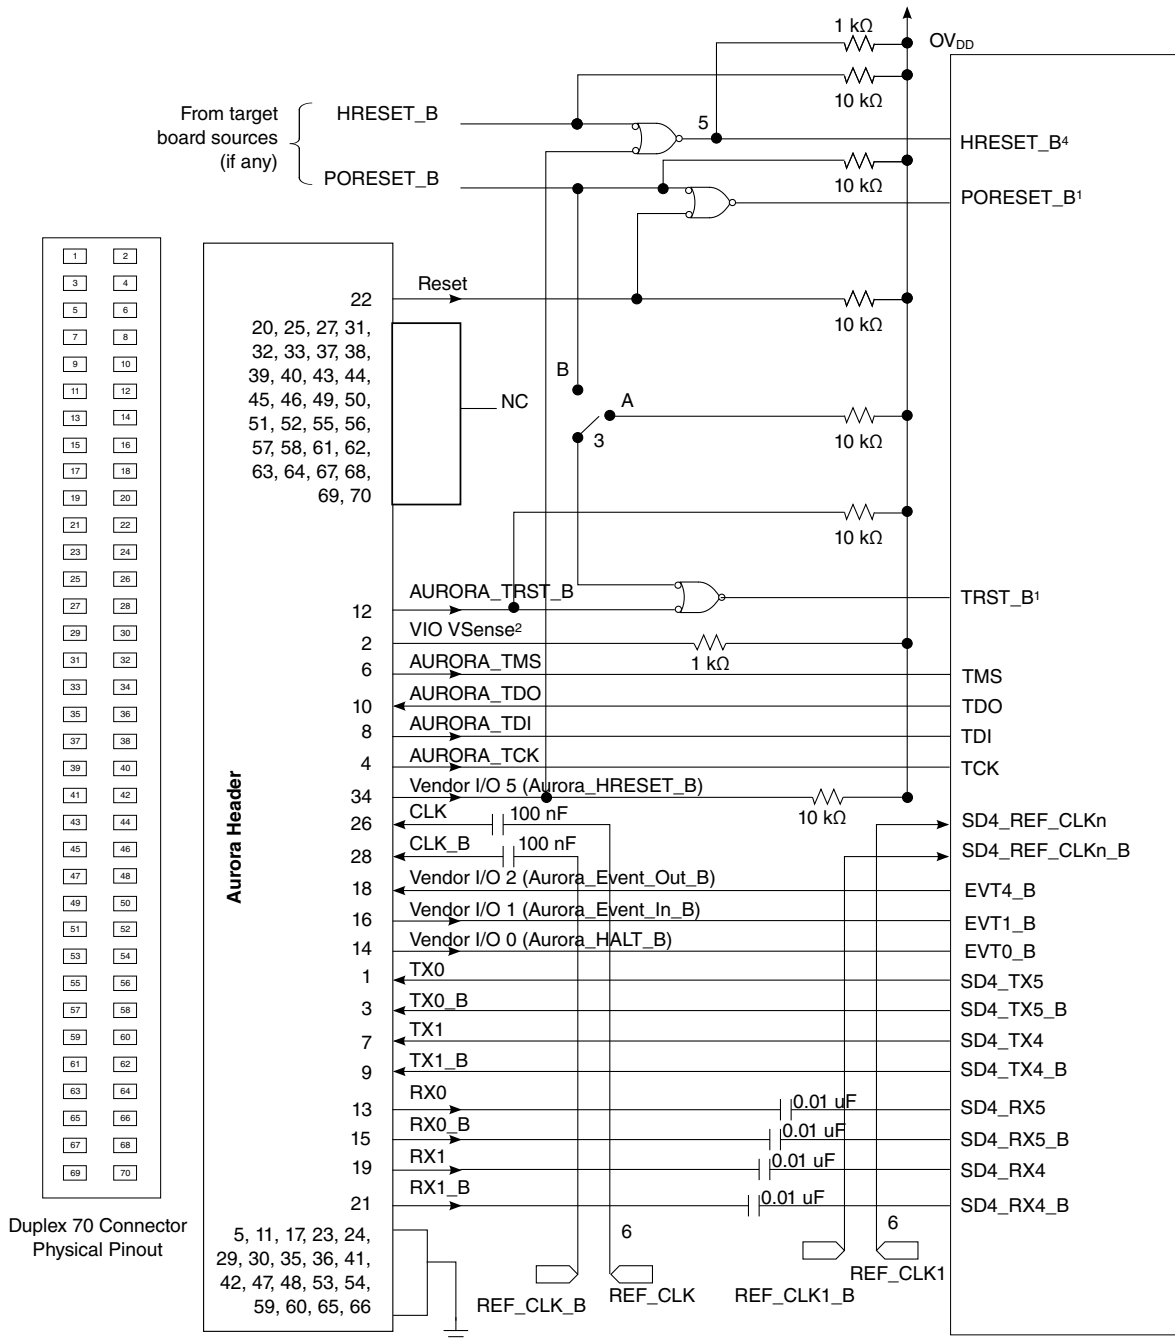 1 kΩ
OVDD
10 kΩ
From target
board sources
(if any)
HRESET_B
5
HRESET_B4
PORESET_B
10 kΩ
PORESET_B1
22
Reset
10 kΩ
20, 25, 27, 31,
32, 33, 37, 38,
39, 40, 43, 44,
45, 46, 49, 50,
51, 52, 55, 56,
57, 58, 61, 62,
63, 64, 67, 68,
69, 70
NC
B
A
3
10 kΩ
10 kΩ
12
AURORA_TRST_B
TRST_B1
2
VIO VSense2
1 kΩ
6
AURORA_TMS
TMS
10
AURORA_TDO
TDO
8
AURORA_TDI
TDI
4
AURORA_TCK
TCK
34
Vendor I/O 5 (Aurora_HRESET_B)
10 kΩ
26
CLK
100 nF
SD4_REF_CLKn
28
CLK_B
100 nF
SD4_REF_CLKn_B
18
Vendor I/O 2 (Aurora_Event_Out_B)
EVT4_B
16
Vendor I/O 1 (Aurora_Event_In_B)
EVT1_B
14
Vendor I/O 0 (Aurora_HALT_B)
EVT0_B
1
TX0
SD4_TX5
3
TX0_B
SD4_TX5_B
7
TX1
SD4_TX4
9
TX1_B
SD4_TX4_B
13
RX0
0.01 uF
SD4_RX5
15
RX0_B
0.01 uF
SD4_RX5_B
19
RX1
0.01 uF
SD4_RX4
21
RX1_B
0.01 uF
SD4_RX4_B
5, 11, 17, 23, 24,
29, 30, 35, 36, 41,
42, 47, 48, 53, 54,
59, 60, 65, 66
6
REF_CLK_B
REF_CLK
6
REF_CLK1_B
REF_CLK1
Aurora Header
1 2
3 4
5 6
7 8
9 10
11 12
13 14
15 16
17 18
19 20
21 22
23 24
25 26
27 28
29 30
31 32
33 34
35 36
37 38
39 40
41 42
43 44
45 46
47 48
49 50
51 52
53 54
55 56
57 58
59 60
61 62
63 64
65 66
67 68
69 70
Duplex 70 Connector
Physical Pinout